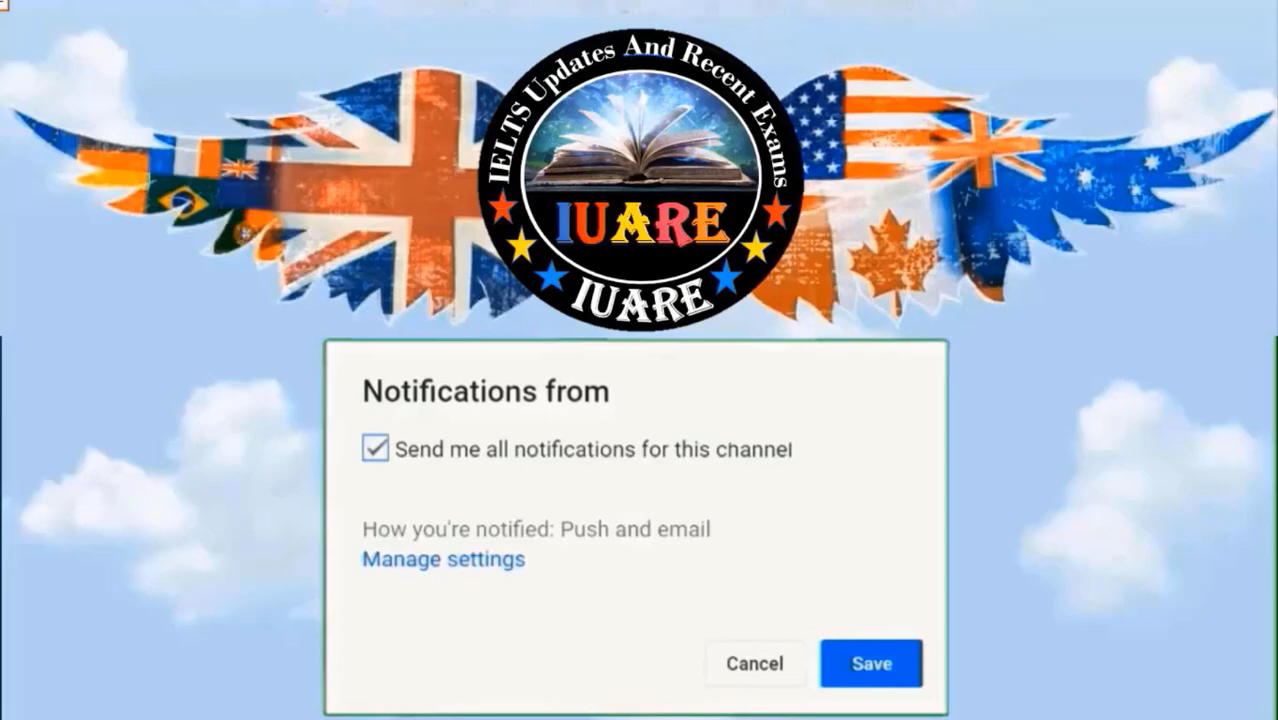 IELTS Updates And Recent Exams
IUARE
IUARE
Notifications from
Send me all notifications for this channel
How you're notified: Push and email
Manage settings
Cancel
Save